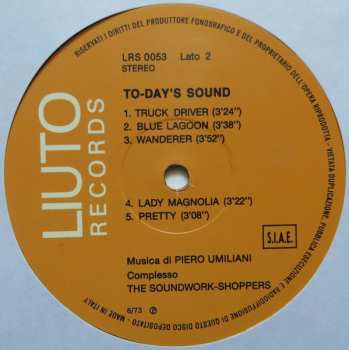 RISERVATI I DIRITTI DEL PRODUTTORE FONOGRAFICO E DEL PROPRIETARIO DELL'OPERA RIPRODOTTA - VIETATA DUPLICAZIONE, PUBBLICA ESECUZIONE E RADIODIFFUSIONE DI QUESTO DISCO DEPOSITATO - MADE IN ITALY
LRS 0053 Lato 2
STEREO
LIUTO
RECORDS
TO-DAY'S SOUND
1. TRUCK DRIVER (3'24")
2. BLUE LAGOON (3'38")
3. WANDERER (3'52")
4. LADY MAGNOLIA (3'22")
5. PRETTY (3'08")
S.I.A.E.
Musica di PIERO UMILIANI
Complesso
THE SOUNDWORK-SHOPPERS
6/73 Ⓟ